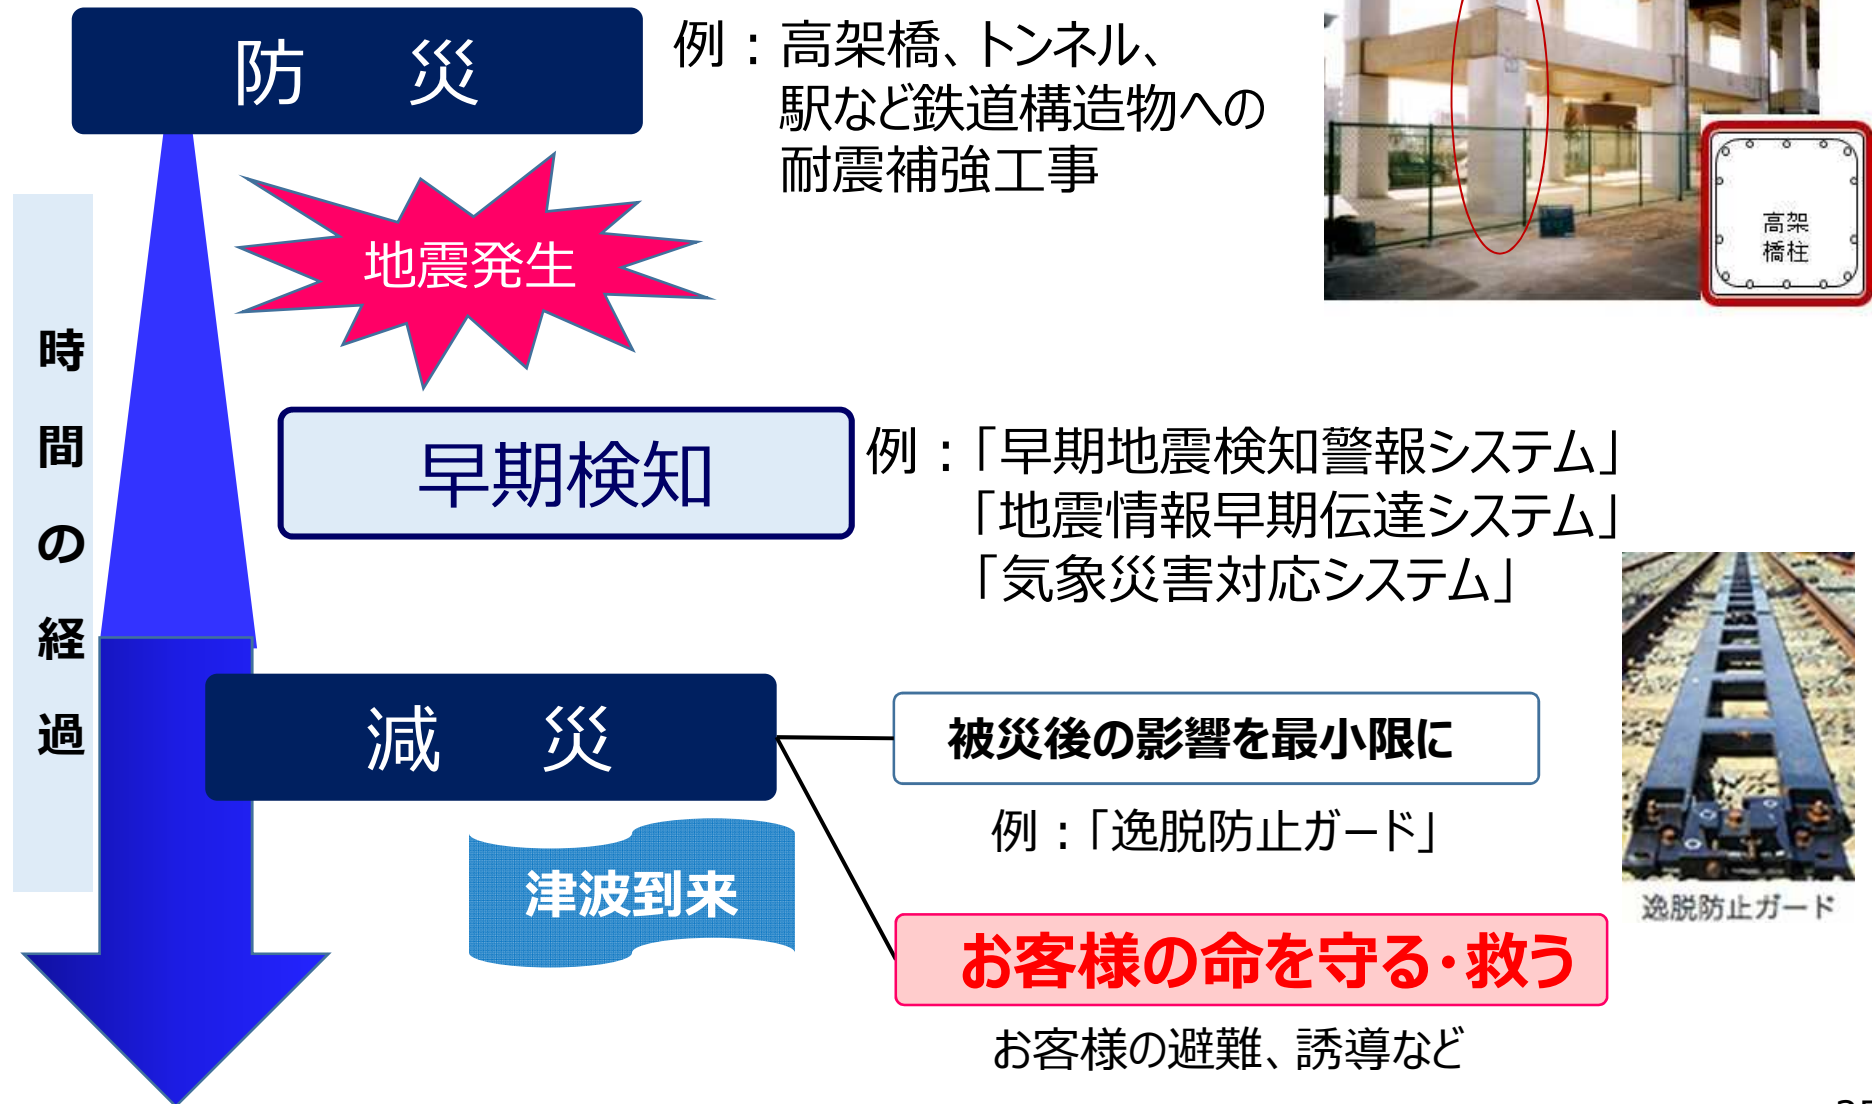 防 災
例：高架橋、トンネル、
駅など鉄道構造物への
耐震補強工事
高架
橋柱
地震発生
時間の経過
早期検知
例：「早期地震検知警報システム」
「地震情報早期伝達システム」
「気象災害対応システム」
減 災
被災後の影響を最小限に
例：「逸脱防止ガード」
逸脱防止ガード
津波到来
お客様の命を守る・救う
お客様の避難、誘導など